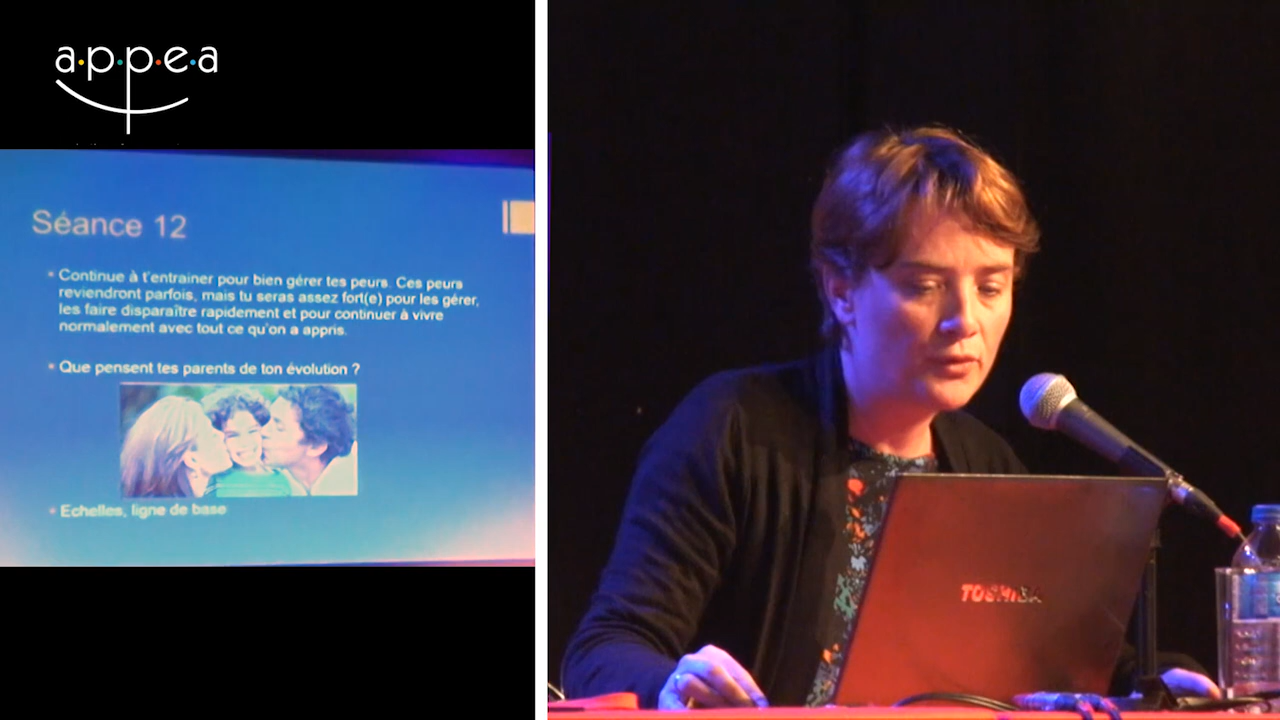 a·p·p·e·a
Séance 12
Continue à t'entrainer pour bien gérer tes peurs. Ces peurs
reviendront parfois, mais tu seras assez fort(e) pour les gérer,
les faire disparaître rapidement et pour continuer à vivre
normalement avec tout ce qu'on a appris.
Que pensent tes parents de ton évolution ?
Echelles, ligne de base
TOSHIBA